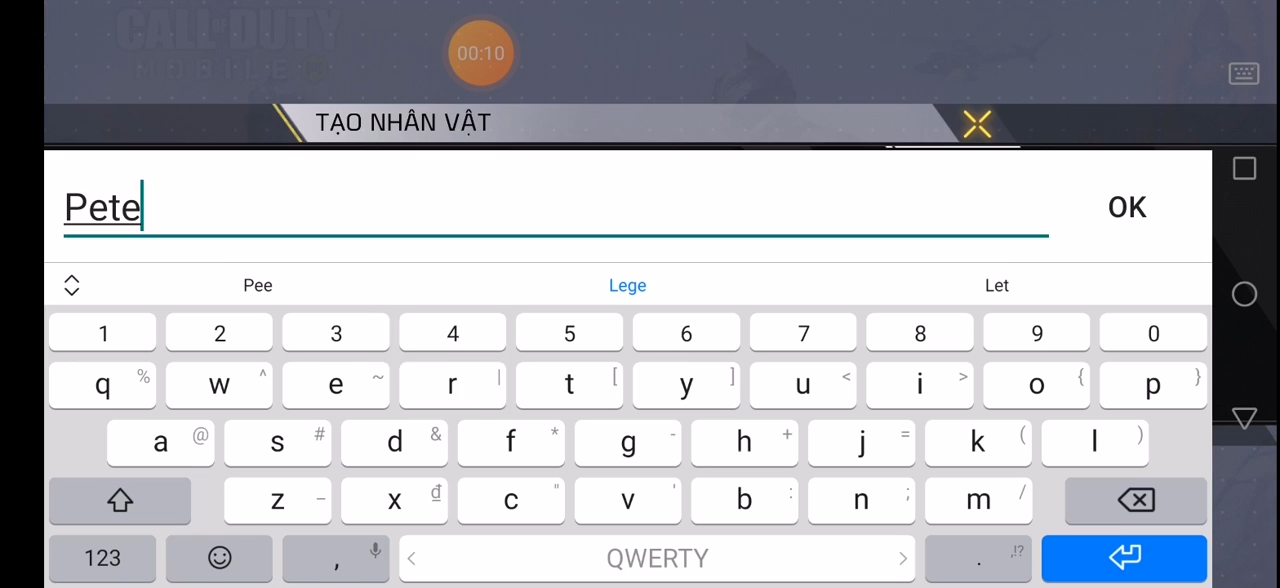 CALL OF DUTY
MOBILE
00:10
TẠO NHÂN VẬT
Pete
OK
Pee Lege Let
1 2 3 4 5 6 7 8 9 0
q % w ^ e ~ r | t [ y ] u < i > o { p }
a @ s # d & f * g - h + j = k ( l )
z _ x ₫ c " v ' b : n ; m /
123 , < QWERTY > . ,!?